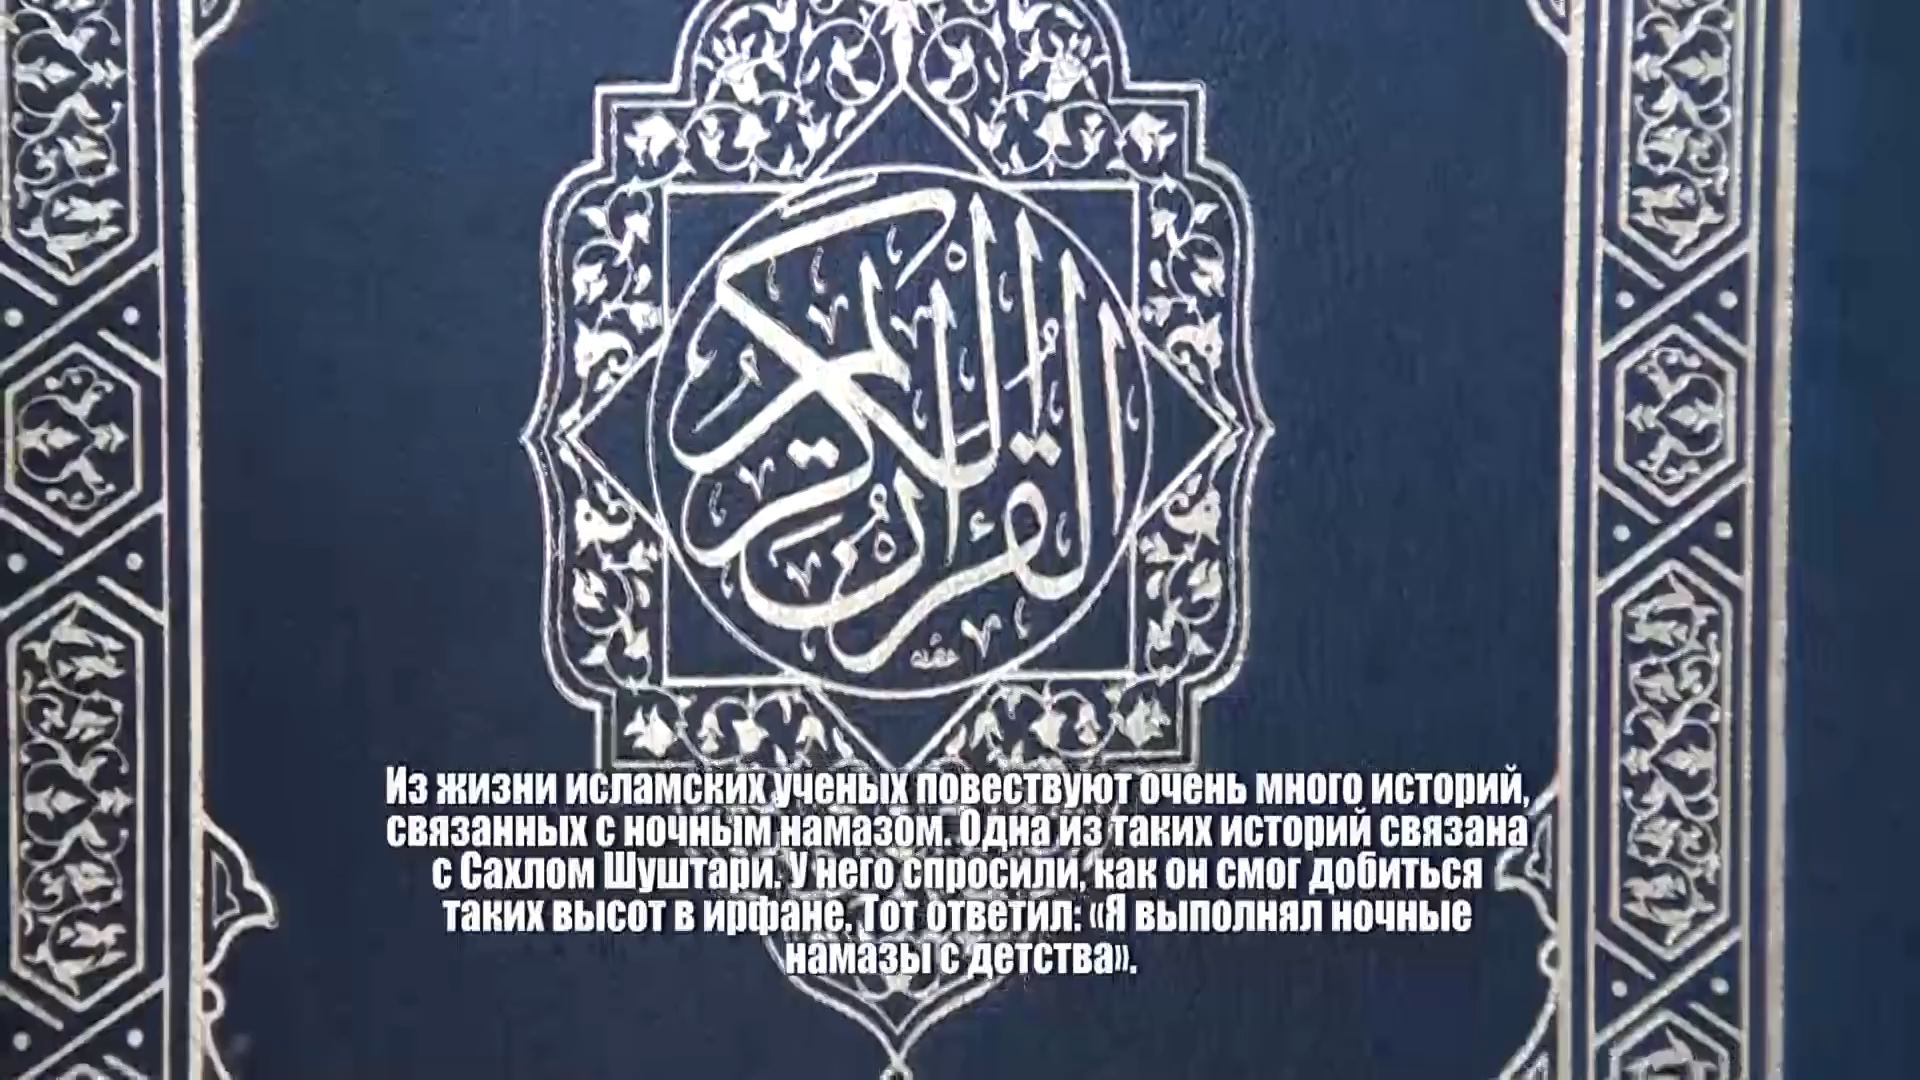 القرآن الكريم
Из жизни исламских ученых повествуют очень много историй,
связанных с ночным намазом. Одна из таких историй связана
с Сахлом Шуштари. У него спросили, как он смог добиться
таких высот в ирфане. Тот ответил: «Я выполнял ночные
намазы с детства».